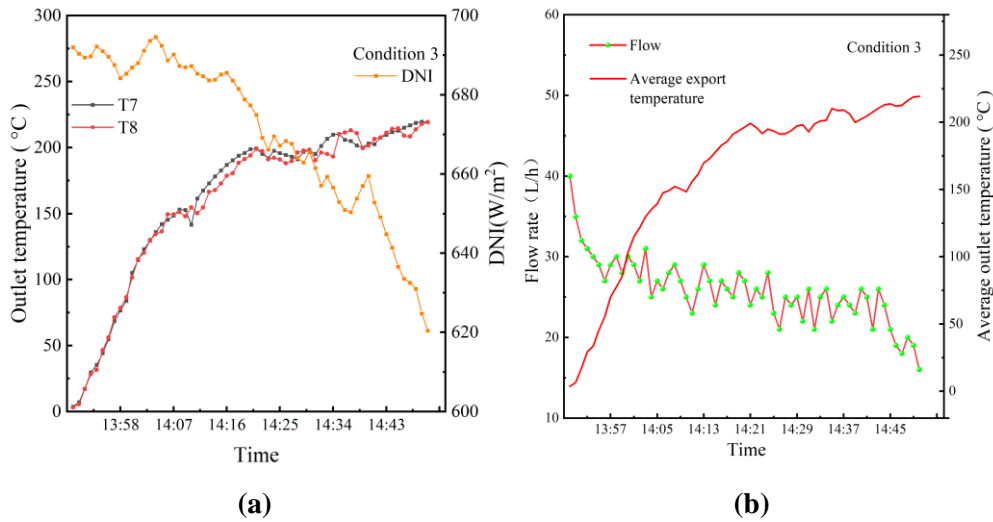 300
250
200
150
100
50
0
Outlet temperature (°C)
Condition 3
DNI
T7
T8
700
680
660
640
620
600
DNI(W/m²)
13:58 14:07 14:16 14:25 14:34 14:43
Time
(a)
60
50
40
30
20
10
Flow rate (L/h)
Flow
Average export
temperature
Condition 3
250
200
150
100
50
0
Average outlet temperature (°C)
13:57 14:05 14:13 14:21 14:29 14:37 14:45
Time
(b)